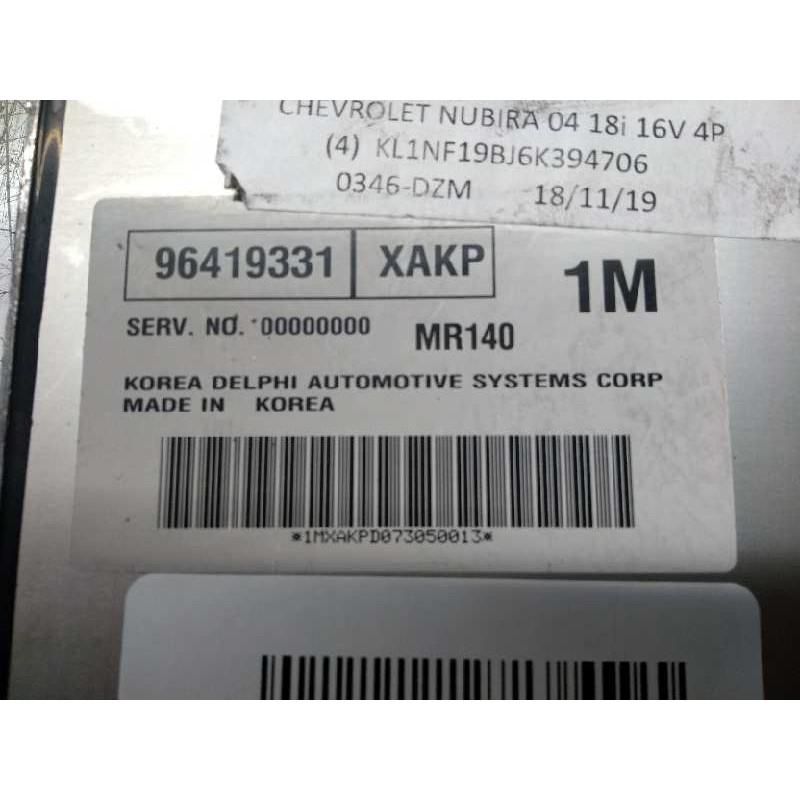 CHEVROLET NUBIRA 04 18i 16V 4P
(4) KL1NF19BJ6K394706
0346-DZM 18/11/19
96419331 XAKP 1M
SERV. NO. 00000000 MR140
KOREA DELPHI AUTOMOTIVE SYSTEMS CORP
MADE IN KOREA
*1MXAKPD073050013*